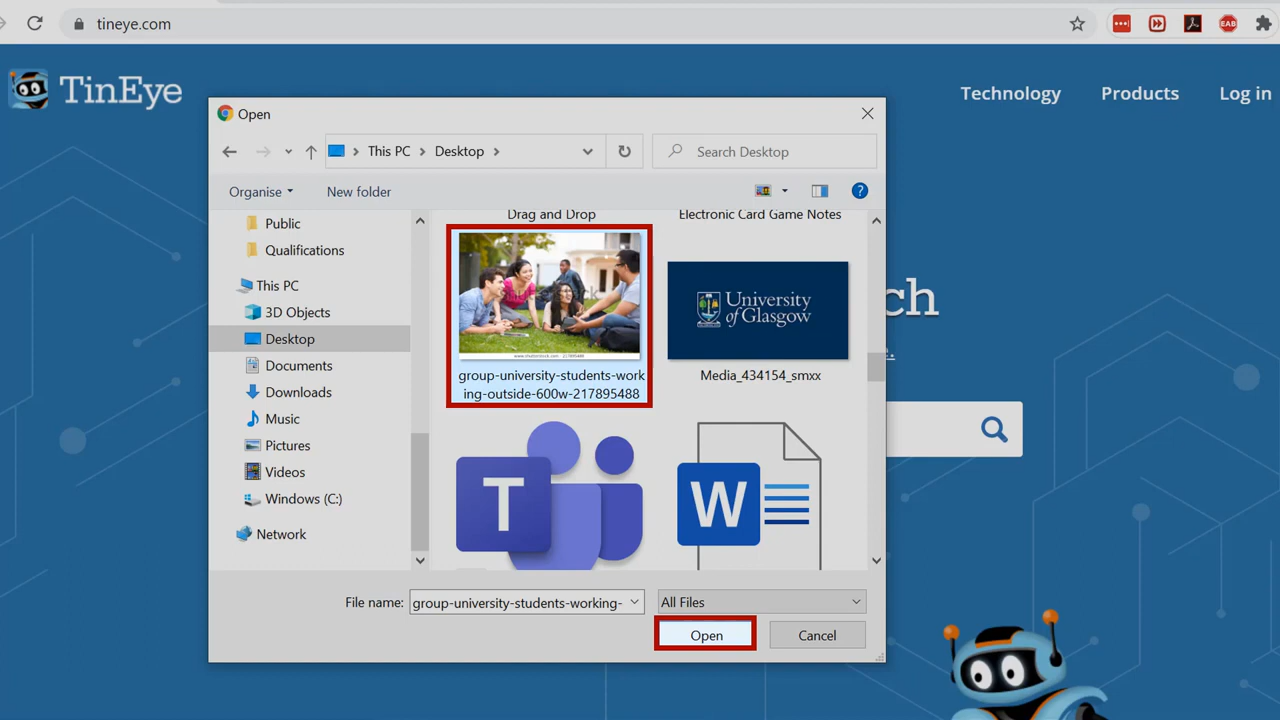 tineye.com
TinEye
Technology
Products
Log in
Open
This PC
Desktop
Search Desktop
Organise
New folder
Public
Qualifications
This PC
3D Objects
Desktop
Documents
Downloads
Music
Pictures
Videos
Windows (C:)
Network
Drag and Drop
Electronic Card Game Notes
group-university-students-work
ing-outside-600w-217895488
University
of Glasgow
Media_434154_smxx
T
W
ch
File name:
group-university-students-working-
All Files
Open
Cancel
EAB